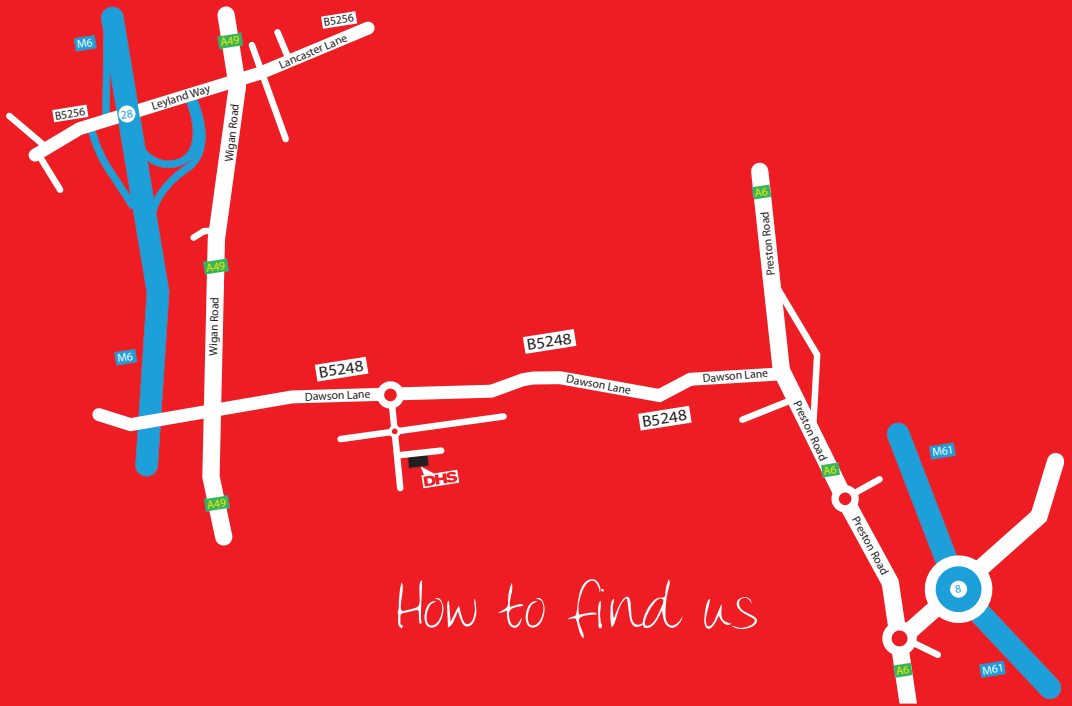 B5256
M6
A49
Lancaster Lane
Leyland Way
B5256
28
Wigan Road
A6
Preston Road
A49
Wigan Road
M6
B5248
B5248
Dawson Lane
Dawson Lane
Dawson Lane
B5248
Preston Road
M61
A6
DHS
A49
Preston Road
8
How to find us
A6
M61